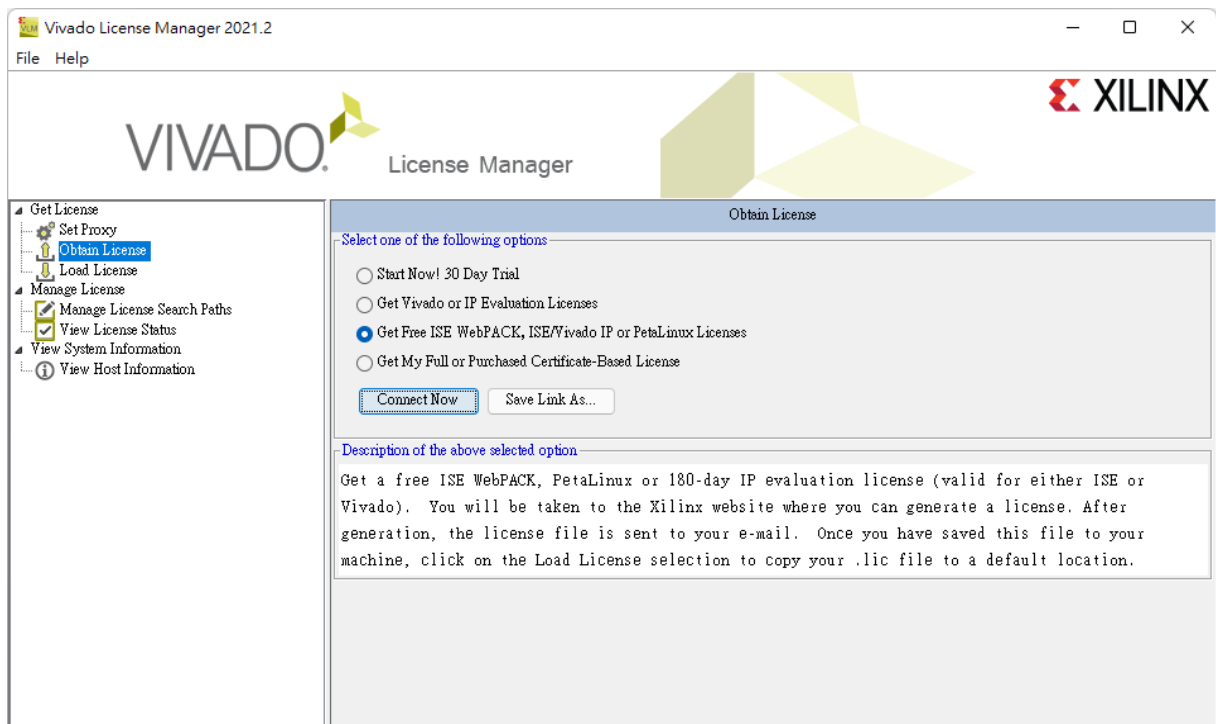 VLM
Vivado License Manager 2021.2
File Help
VIVADO.
License Manager
XILINX
Get License
Set Proxy
Obtain License
Load License
Manage License
Manage License Search Paths
View License Status
View System Information
View Host Information
Obtain License
Select one of the following options
Start Now! 30 Day Trial
Get Vivado or IP Evaluation Licenses
Get Free ISE WebPACK, ISE/Vivado IP or PetaLinux Licenses
Get My Full or Purchased Certificate-Based License
Connect Now Save Link As...
Description of the above selected option
Get a free ISE WebPACK, PetaLinux or 180-day IP evaluation license (valid for either ISE or
Vivado). You will be taken to the Xilinx website where you can generate a license. After
generation, the license file is sent to your e-mail. Once you have saved this file to your
machine, click on the Load License selection to copy your .lic file to a default location.